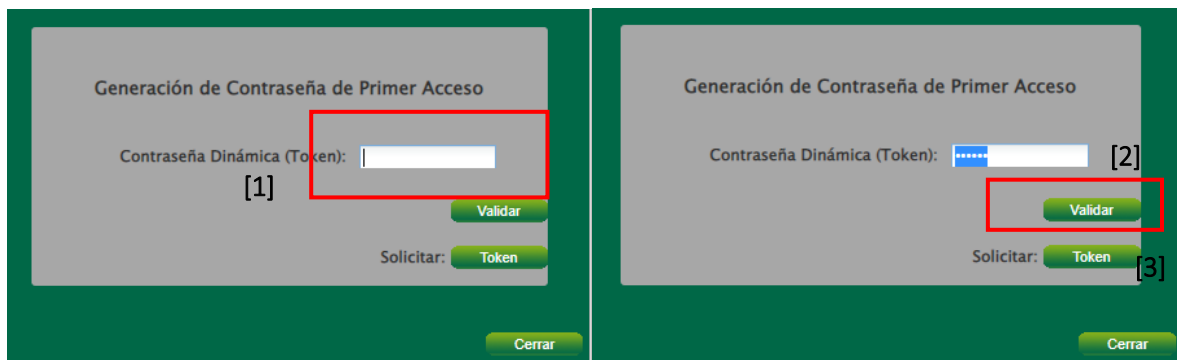 Generación de Contraseña de Primer Acceso
Contraseña Dinámica (Token):
[1]
Validar
Solicitar: Token
Cerrar
Generación de Contraseña de Primer Acceso
Contraseña Dinámica (Token): ••••••
[2]
Validar
Solicitar: Token
[3]
Cerrar